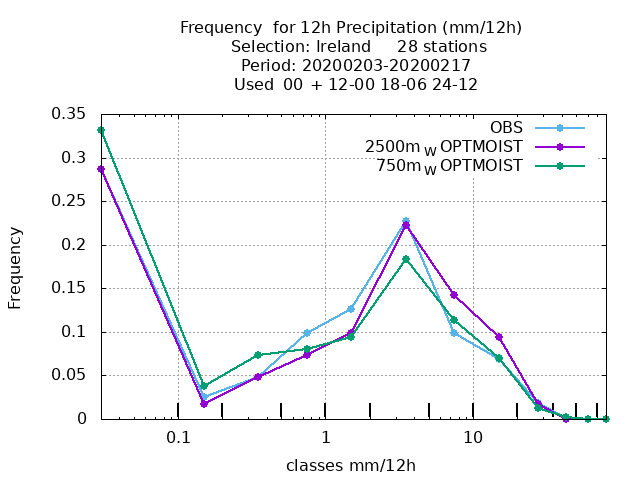 Frequency  for 12h Precipitation (mm/12h)
Selection: Ireland     28 stations
Period: 20200203-20200217
Used  00  + 12-00 18-06 24-12
OBS
2500m W OPTMOIST
750m W OPTMOIST
0.35
0.3
0.25
0.2
0.15
0.1
0.05
0
Frequency
0.1
1
10
classes mm/12h